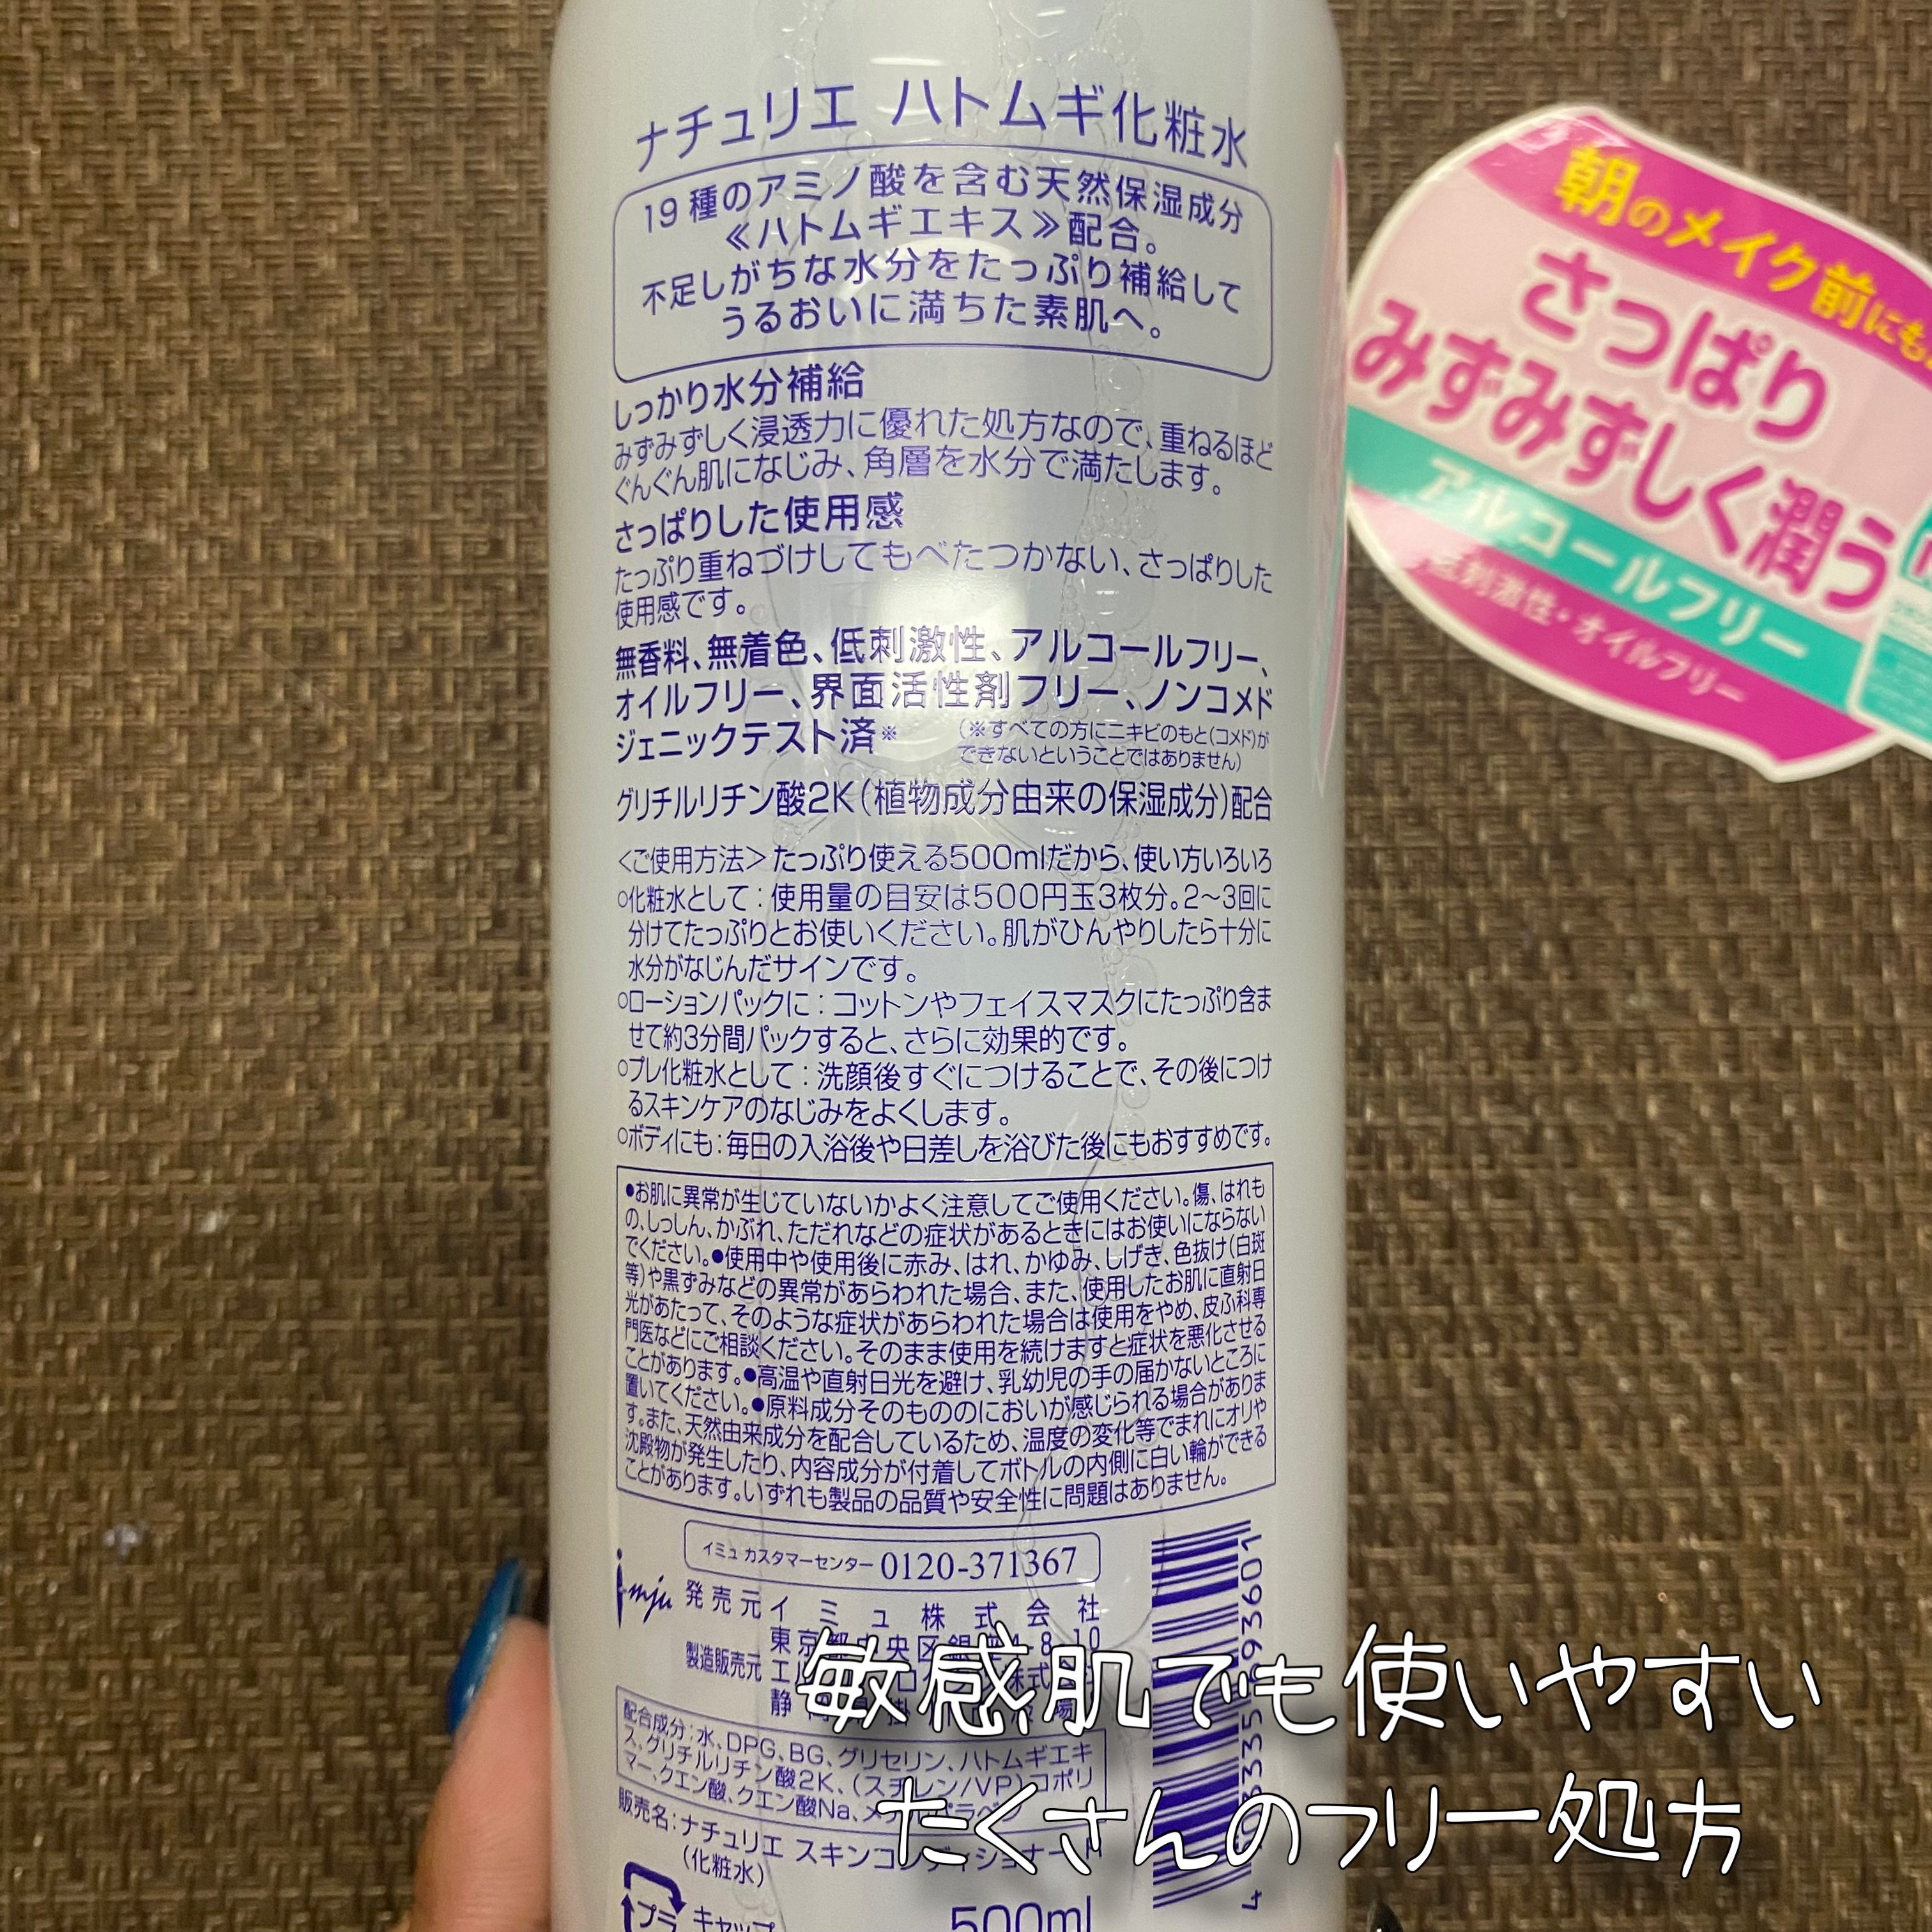 ナチュリエ ハトムギ化粧水
19種のアミノ酸を含む天然保湿成分
≪ハトムギエキス≫配合。
不足しがちな水分をたっぷり補給して
うるおいに満ちた素肌へ。
しっかり水分補給
みずみずしく浸透力に優れた処方なので、重ねるほど
ぐんぐん肌になじみ、角層を水分で満たします。
さっぱりした使用感
たっぷり重ねづけしてもべたつかない、さっぱりした
使用感です。
無香料、無着色、低刺激性、アルコールフリー、
オイルフリー、界面活性剤フリー、ノンコメド
ジェニックテスト済※
(※すべての方にニキビのもと(コメド)が
できないということではありません)
グリチルリチン酸2K(植物成分由来の保湿成分)配合
<ご使用方法>たっぷり使える500mlだから、使い方いろいろ
○化粧水として:使用量の目安は500円玉3枚分。2～3回に
分けてたっぷりとお使いください。肌がひんやりしたら十分に
水分がなじんだサインです。
○ローションパックに:コットンやフェイスマスクにたっぷり含ま
せて約3分間パックすると、さらに効果的です。
○プレ化粧水として:洗顔後すぐにつけることで、その後につけ
るスキンケアのなじみをよくします。
○ボディにも:毎日の入浴後や日差しを浴びた後にもおすすめです。
●お肌に異常が生じていないかよく注意してご使用ください。傷、はれも
の、しっしん、かぶれ、ただれなどの症状があるときにはお使いにならない
でください。●使用中や使用後に赤み、はれ、かゆみ、しげき、色抜け(白斑
等)や黒ずみなどの異常があらわれた場合、また、使用したお肌に直射日
光があたって、そのような症状があらわれた場合は使用をやめ、皮ふ科専
門医などにご相談ください。そのまま使用を続けますと症状を悪化させる
ことがあります。●高温や直射日光を避け、乳幼児の手の届かないところに
置いてください。●原料成分そのもののにおいが感じられる場合がありま
す。また、天然由来成分を配合しているため、温度の変化等でまれにオリや
沈殿物が発生したり、内容成分が付着してボトルの内側に白い輪ができる
ことがあります。いずれも製品の品質や安全性に問題はありません。
イミュ カスタマーセンター 0120-371367
imju
発売元 イミュ株式会社
東京都中央区銀座 8-10
製造販売元 エ 株式
静
配合成分:水、DPG、BG、グリセリン、ハトムギエキ
ス、グリチルリチン酸2K、(スチレン/VP)コポリ
マー、クエン酸、クエン酸Na、メ パラベン
販売名:ナチュリエ スキンコンディショナー
(化粧水)
プラ キャップ
500ml
朝のメイク前にも
さっぱり
みずみずしく潤う
アルコールフリー
低刺激性・オイルフリー
敏感肌でも使いやすい
たくさんのフリー処方